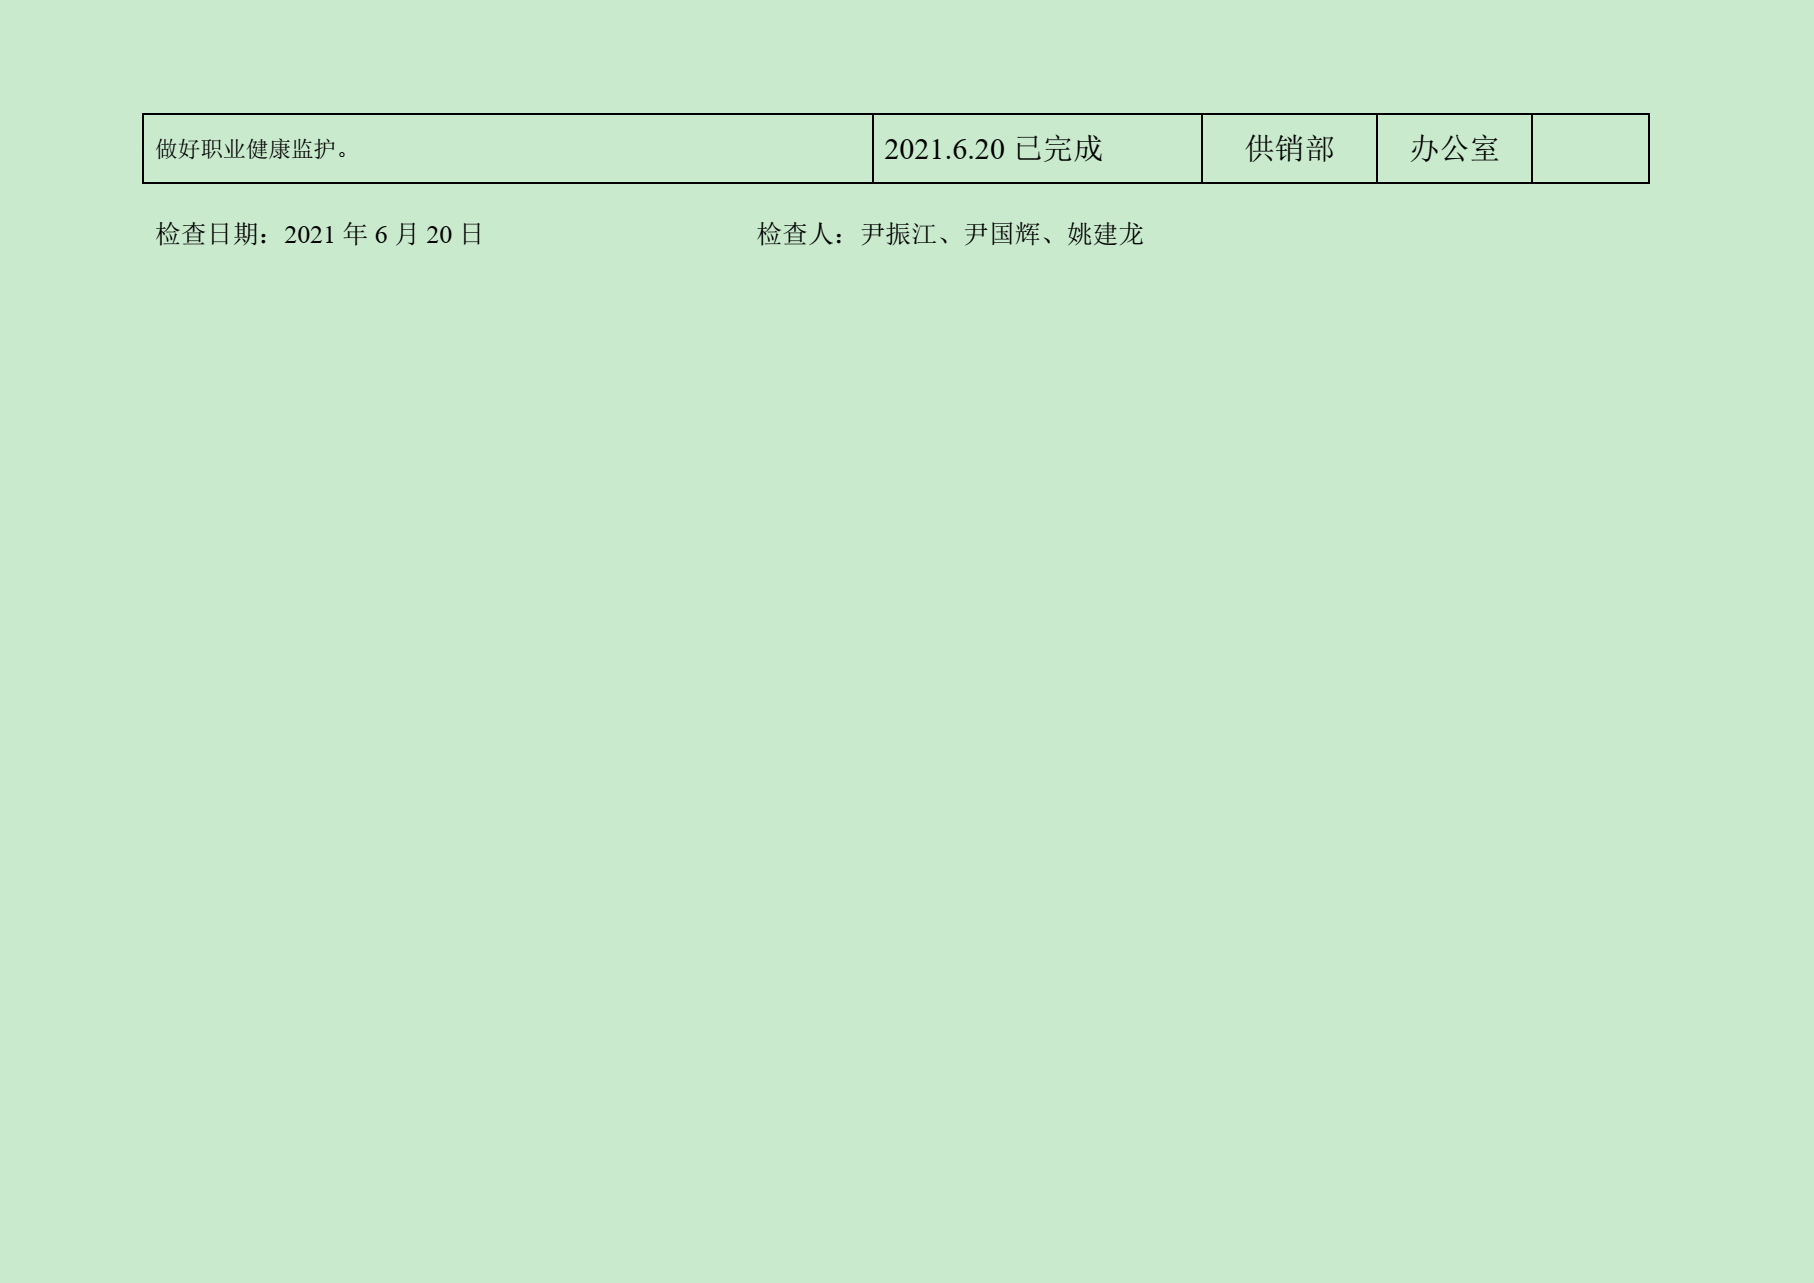 做好职业健康监护。 2021.6.20 已完成 供销部 办公室
检查日期：2021 年 6 月 20 日 检查人：尹振江、尹国辉、姚建龙